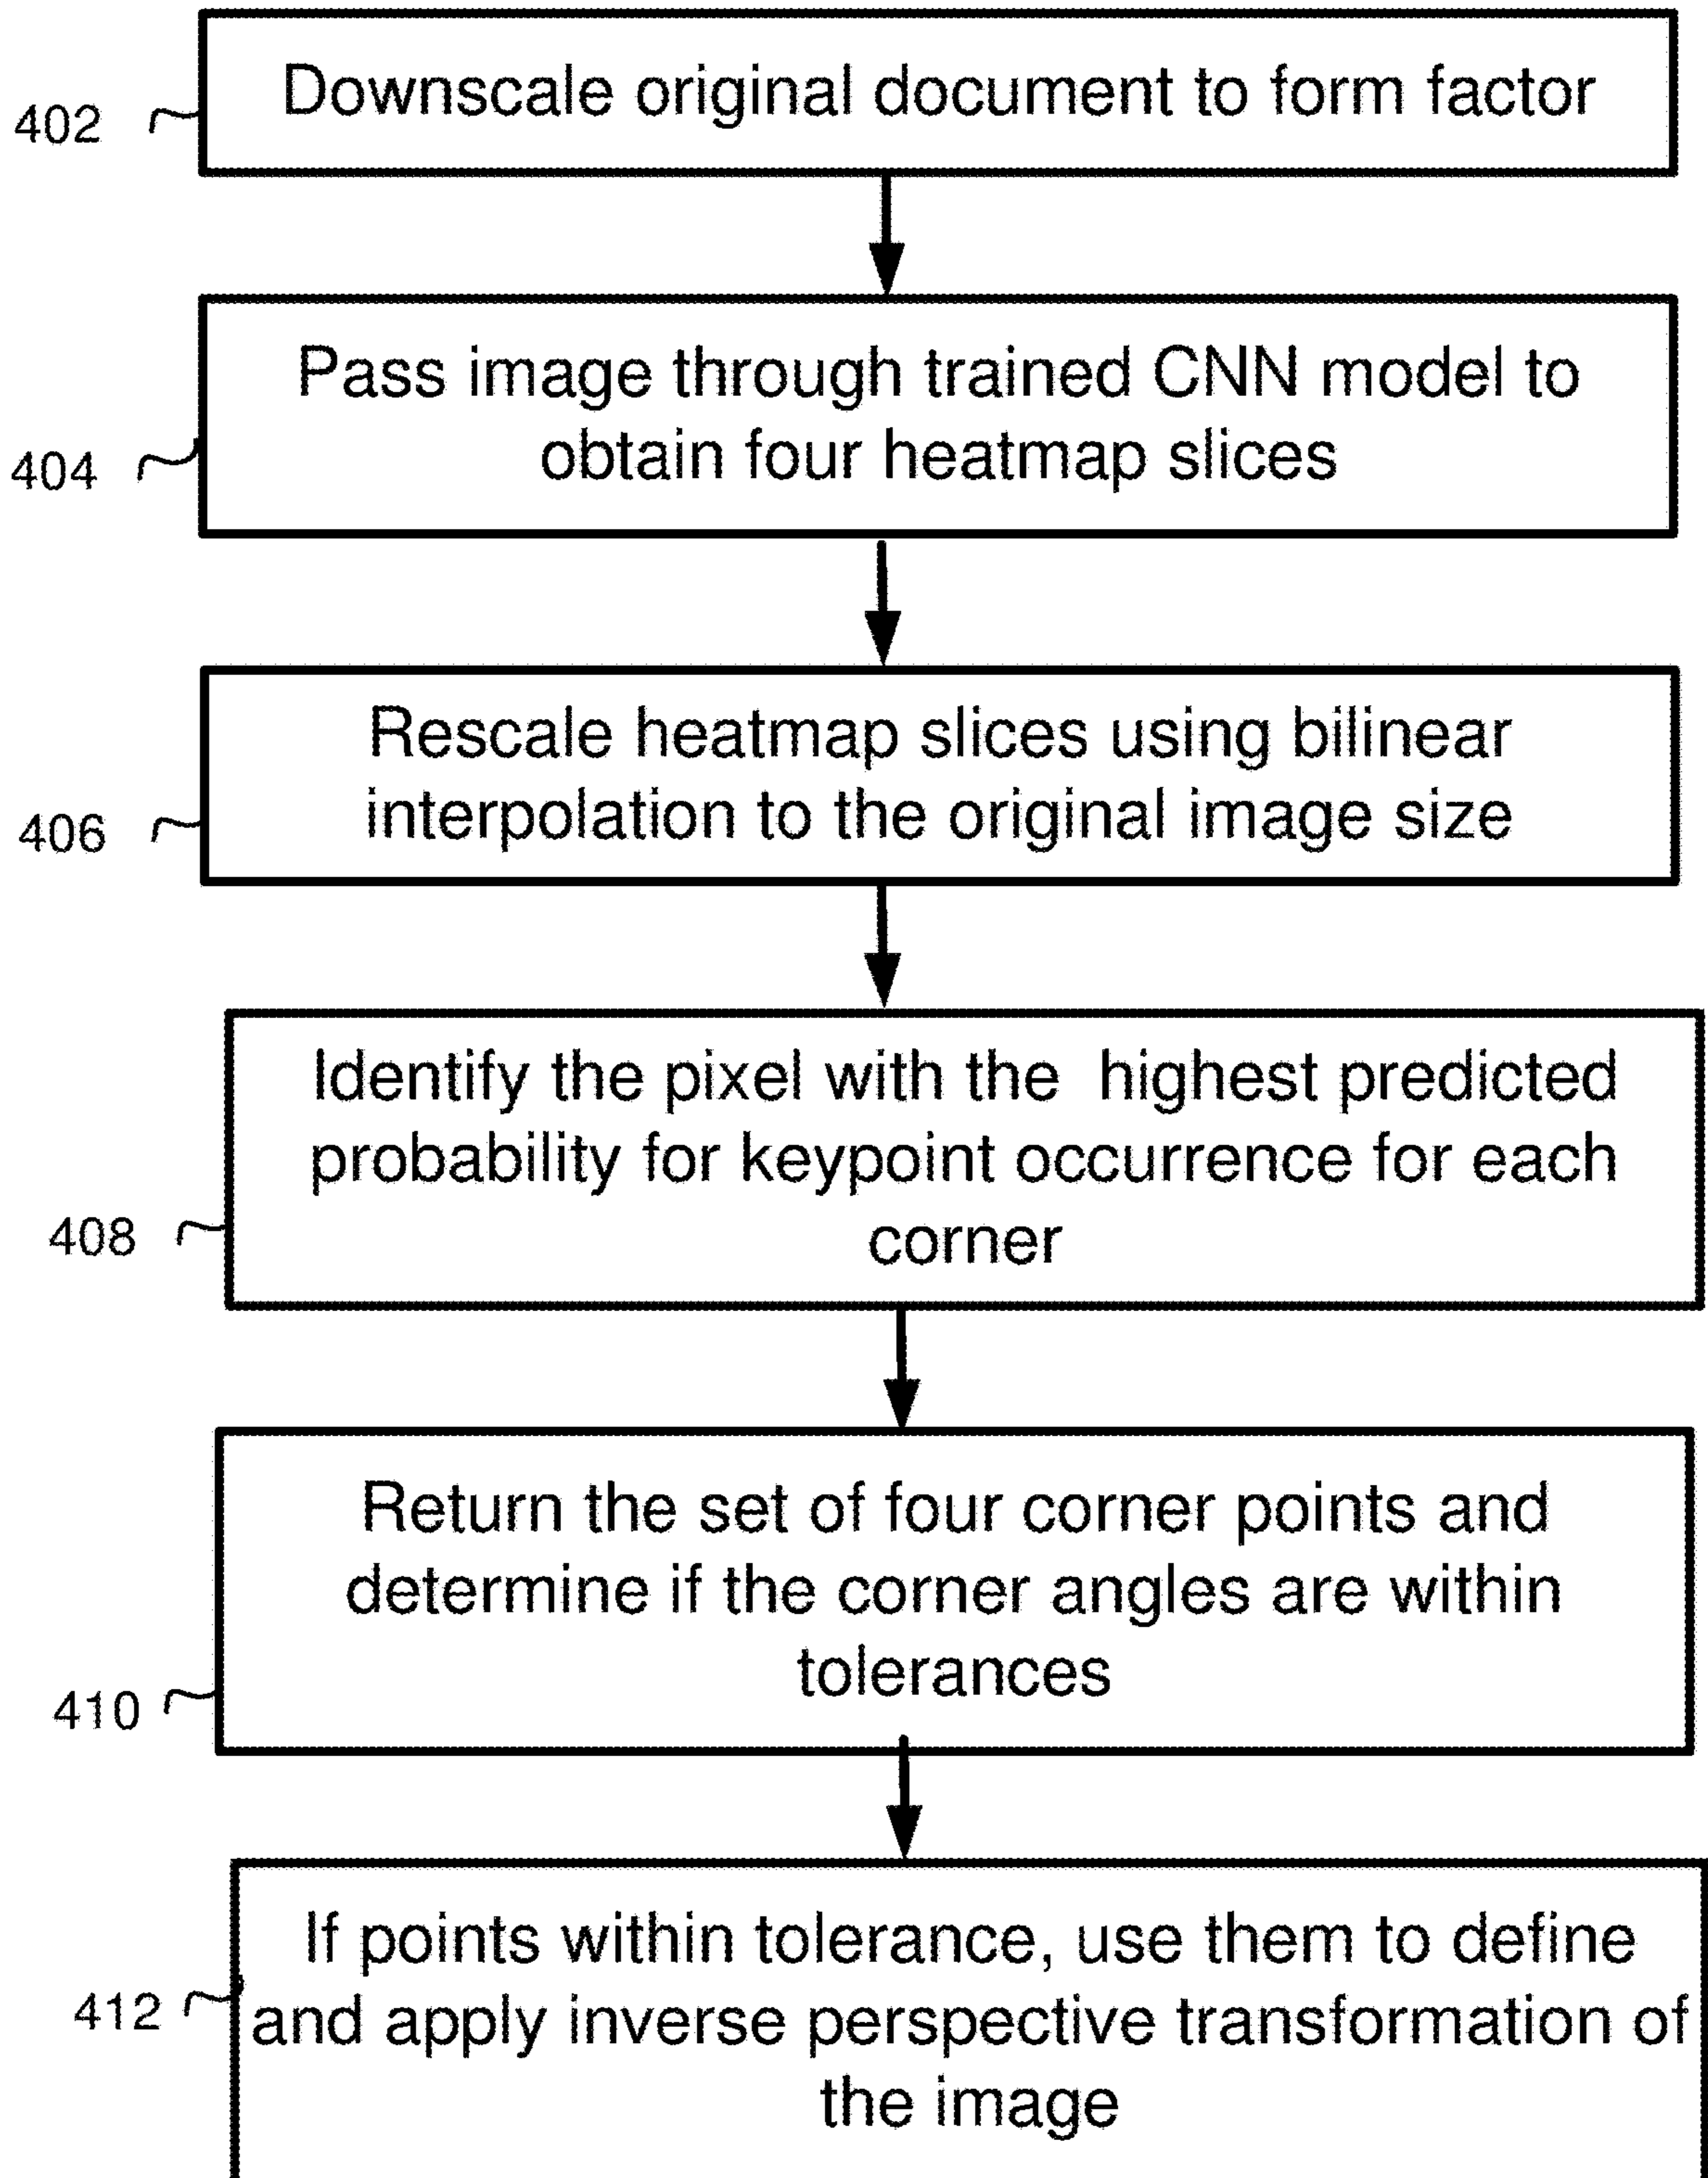 Downscale original document to form factor
402
Pass image through trained CNN model to
obtain four heatmap slices
404
Rescale heatmap slices using bilinear
interpolation to the original image size
406
Identify the pixel with the highest predicted
probability for keypoint occurrence for each
corner
408
Return the set of four corner points and
determine if the corner angles are within
tolerances
410
If points within tolerance, use them to define
and apply inverse perspective transformation of
the image
412